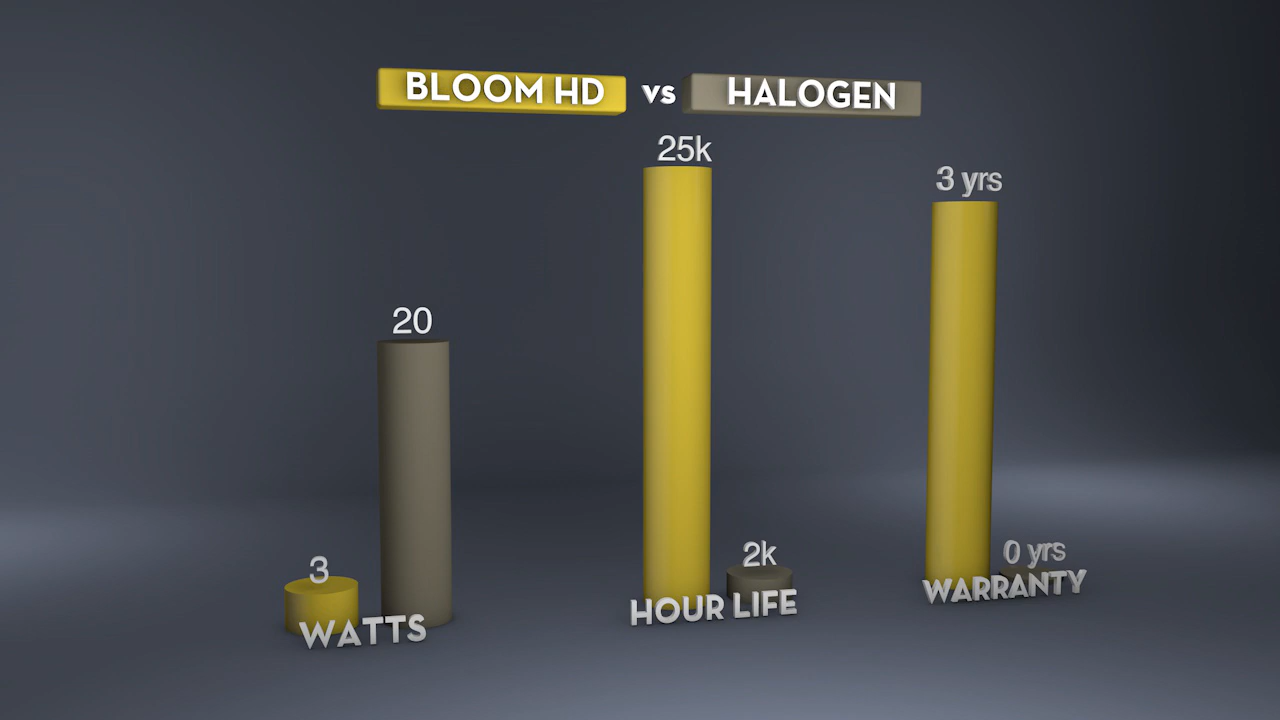 BLOOM HD vs HALOGEN
25k
3 yrs
20
3
2k
0 yrs
WATTS
HOUR LIFE
WARRANTY